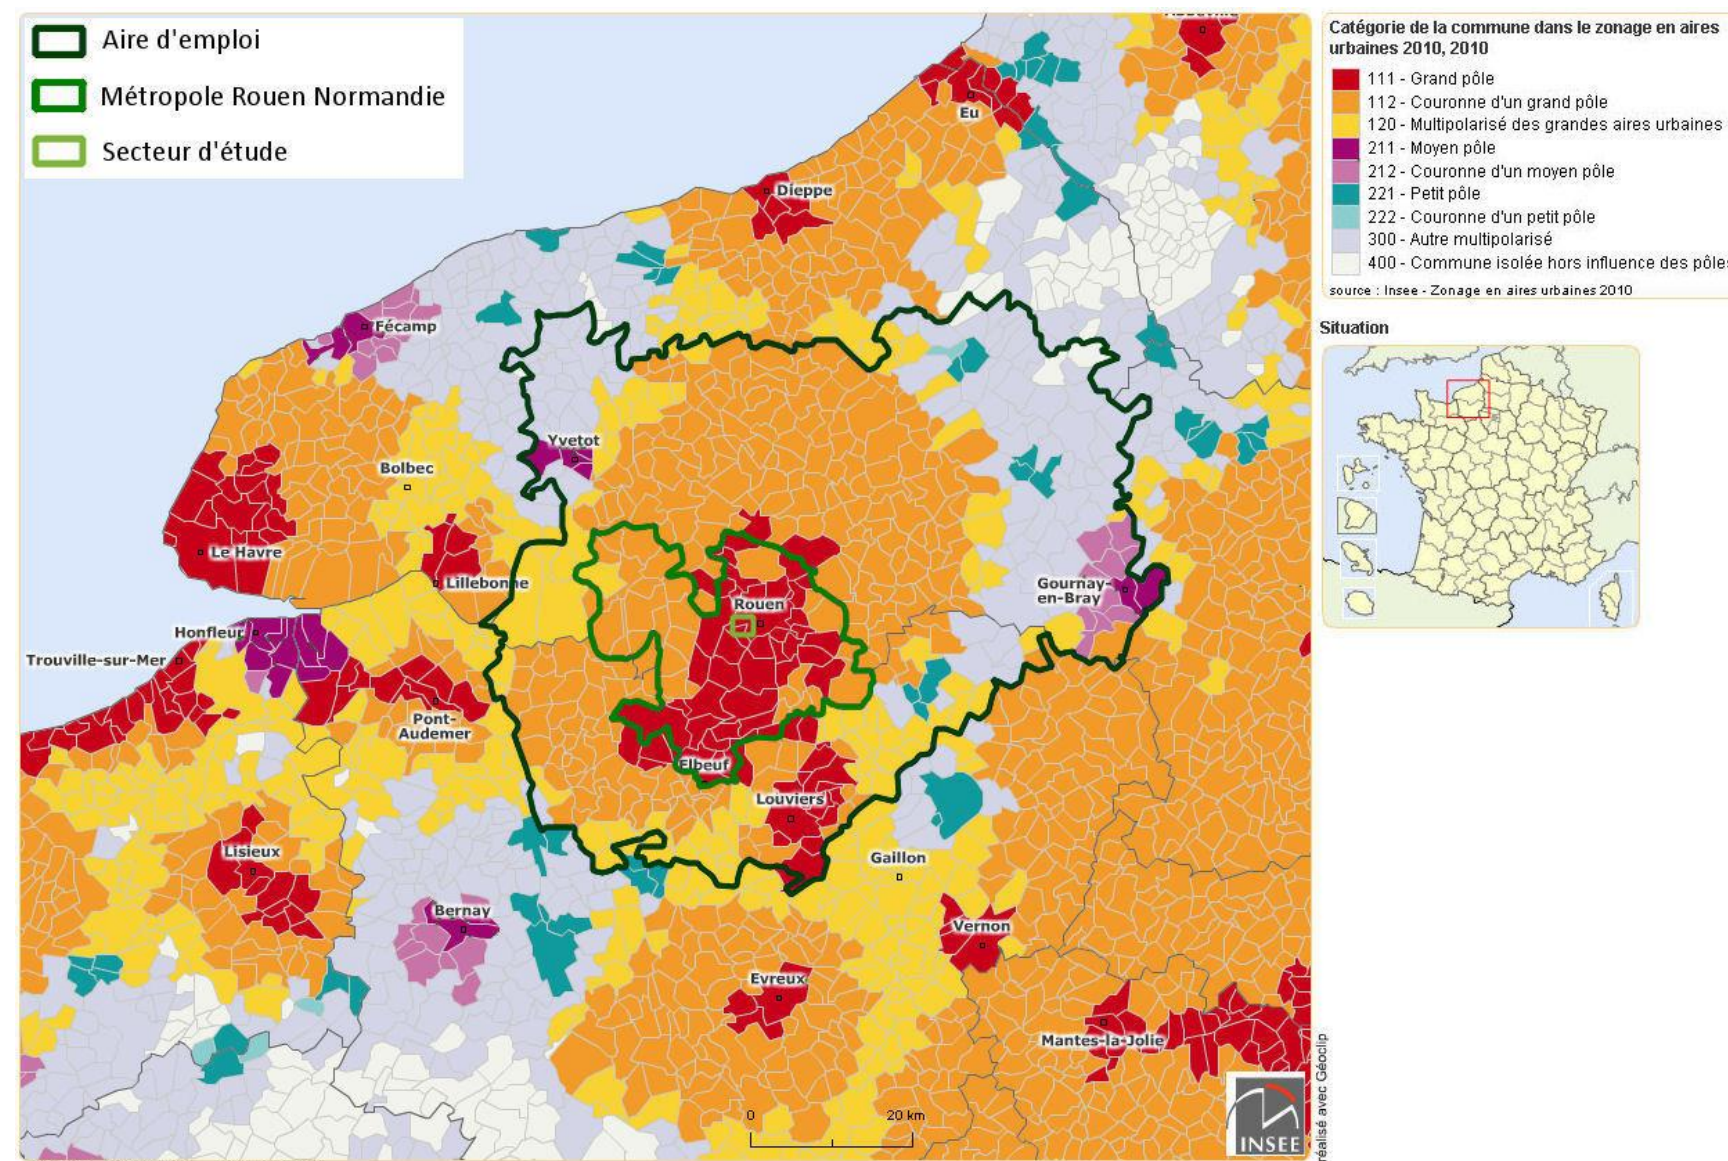 Aire d'emploi
Métropole Rouen Normandie
Secteur d'étude
Eu
Dieppe
Fécamp
Yvetot
Bolbec
Le Havre
Lillebonne
Gournay-
en-Bray
Rouen
Honfleur
Trouville-sur-Mer
Pont-
Audemer
Elbeuf
Louviers
Lisieux
Gaillon
Bernay
Vernon
Evreux
Mantes-la-Jolie
0 20 km
INSEE
réalisé avec Géoclip
Catégorie de la commune dans le zonage en aires
urbaines 2010, 2010
111 - Grand pôle
112 - Couronne d'un grand pôle
120 - Multipolarisé des grandes aires urbaines
211 - Moyen pôle
212 - Couronne d'un moyen pôle
221 - Petit pôle
222 - Couronne d'un petit pôle
300 - Autre multipolarisé
400 - Commune isolée hors influence des pôles
source : Insee - Zonage en aires urbaines 2010
Situation